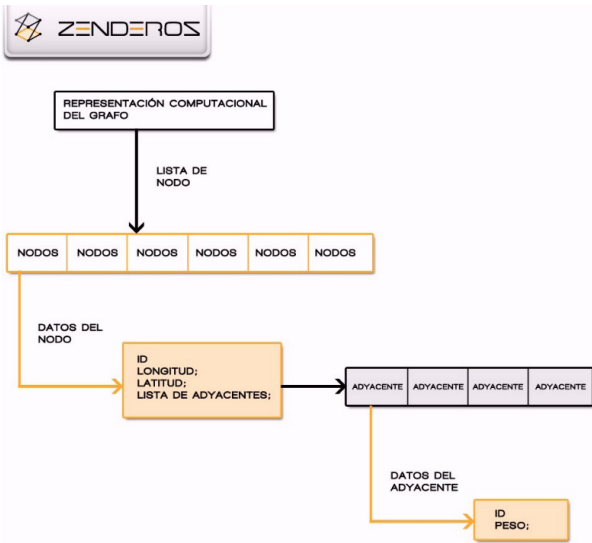 ZENDEROS
REPRESENTACIÓN COMPUTACIONAL
DEL GRAFO
LISTA DE
NODO
NODOS NODOS NODOS NODOS NODOS NODOS
DATOS DEL
NODO
ID
LONGITUD;
LATITUD;
LISTA DE ADYACENTES;
ADYACENTE ADYACENTE ADYACENTE ADYACENTE
DATOS DEL
ADYACENTE
ID
PESO;